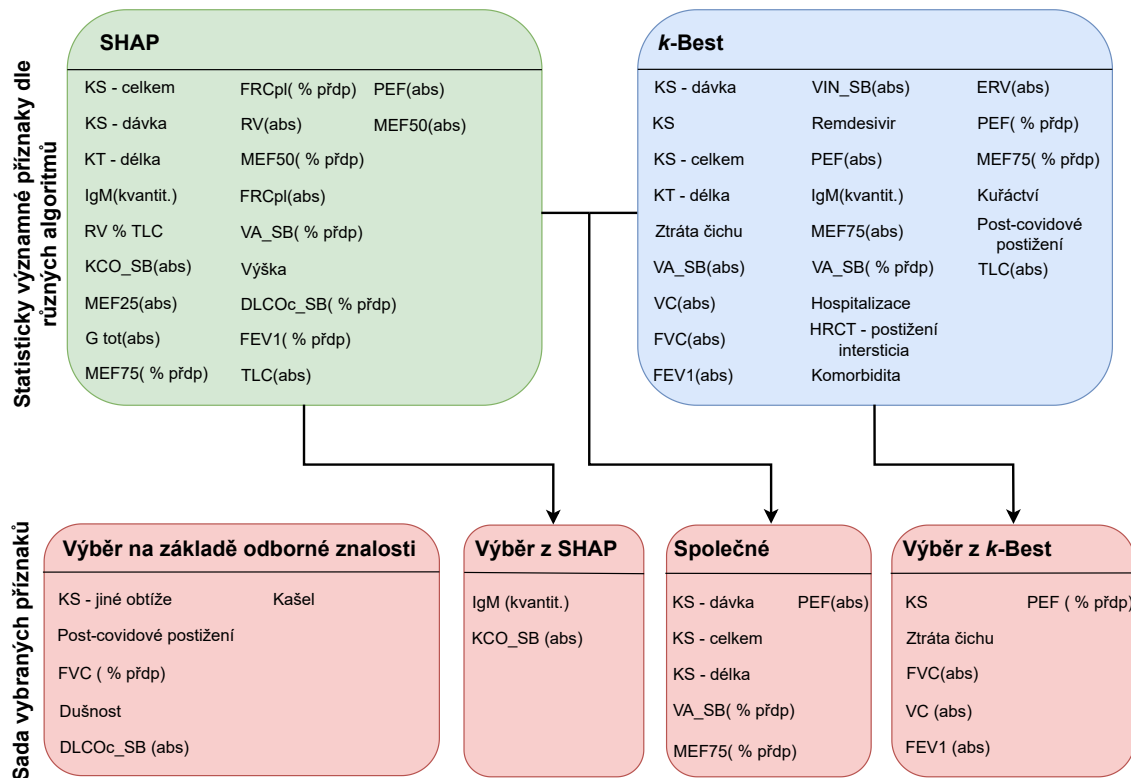 Statisticky významné příznaky dle
různých algoritmů
SHAP
KS - celkem
KS - dávka
KT - délka
IgM(kvantit.)
RV % TLC
KCO_SB(abs)
MEF25(abs)
G tot(abs)
MEF75( % přdp)
FRCpl( % přdp)
RV(abs)
MEF50( % přdp)
FRCpl(abs)
VA_SB( % přdp)
Výška
DLCOc_SB( % přdp)
FEV1( % přdp)
TLC(abs)
PEF(abs)
MEF50(abs)
k-Best
KS - dávka
KS
KS - celkem
KT - délka
Ztráta čichu
VA_SB(abs)
VC(abs)
FVC(abs)
FEV1(abs)
VIN_SB(abs)
Remdesivir
PEF(abs)
IgM(kvantit.)
MEF75(abs)
VA_SB( % přdp)
Hospitalizace
HRCT - postižení
intersticia
Komorbidita
ERV(abs)
PEF( % přdp)
MEF75( % přdp)
Kuřáctví
Post-covidové
postižení
TLC(abs)
Sada vybraných příznaků
Výběr na základě odborné znalosti
KS - jiné obtíže
Post-covidové postižení
FVC ( % přdp)
Dušnost
DLCOc_SB (abs)
Kašel
Výběr z SHAP
IgM (kvantit.)
KCO_SB (abs)
Společné
KS - dávka
KS - celkem
KS - délka
VA_SB( % přdp)
MEF75( % přdp)
PEF(abs)
Výběr z k-Best
KS
Ztráta čichu
FVC(abs)
VC (abs)
FEV1 (abs)
PEF ( % přdp)